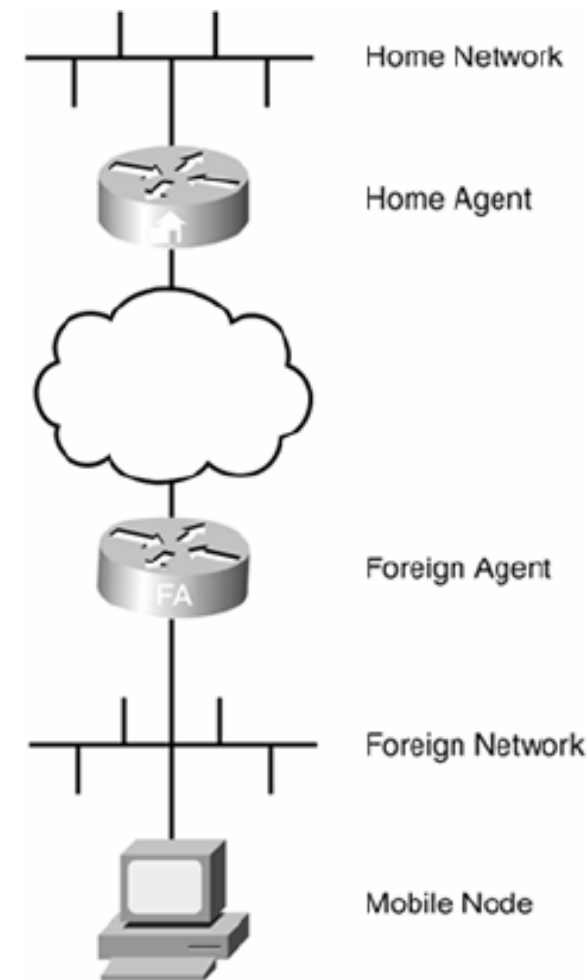 Home Network
Home Agent
FA
Foreign Agent
Foreign Network
Mobile Node